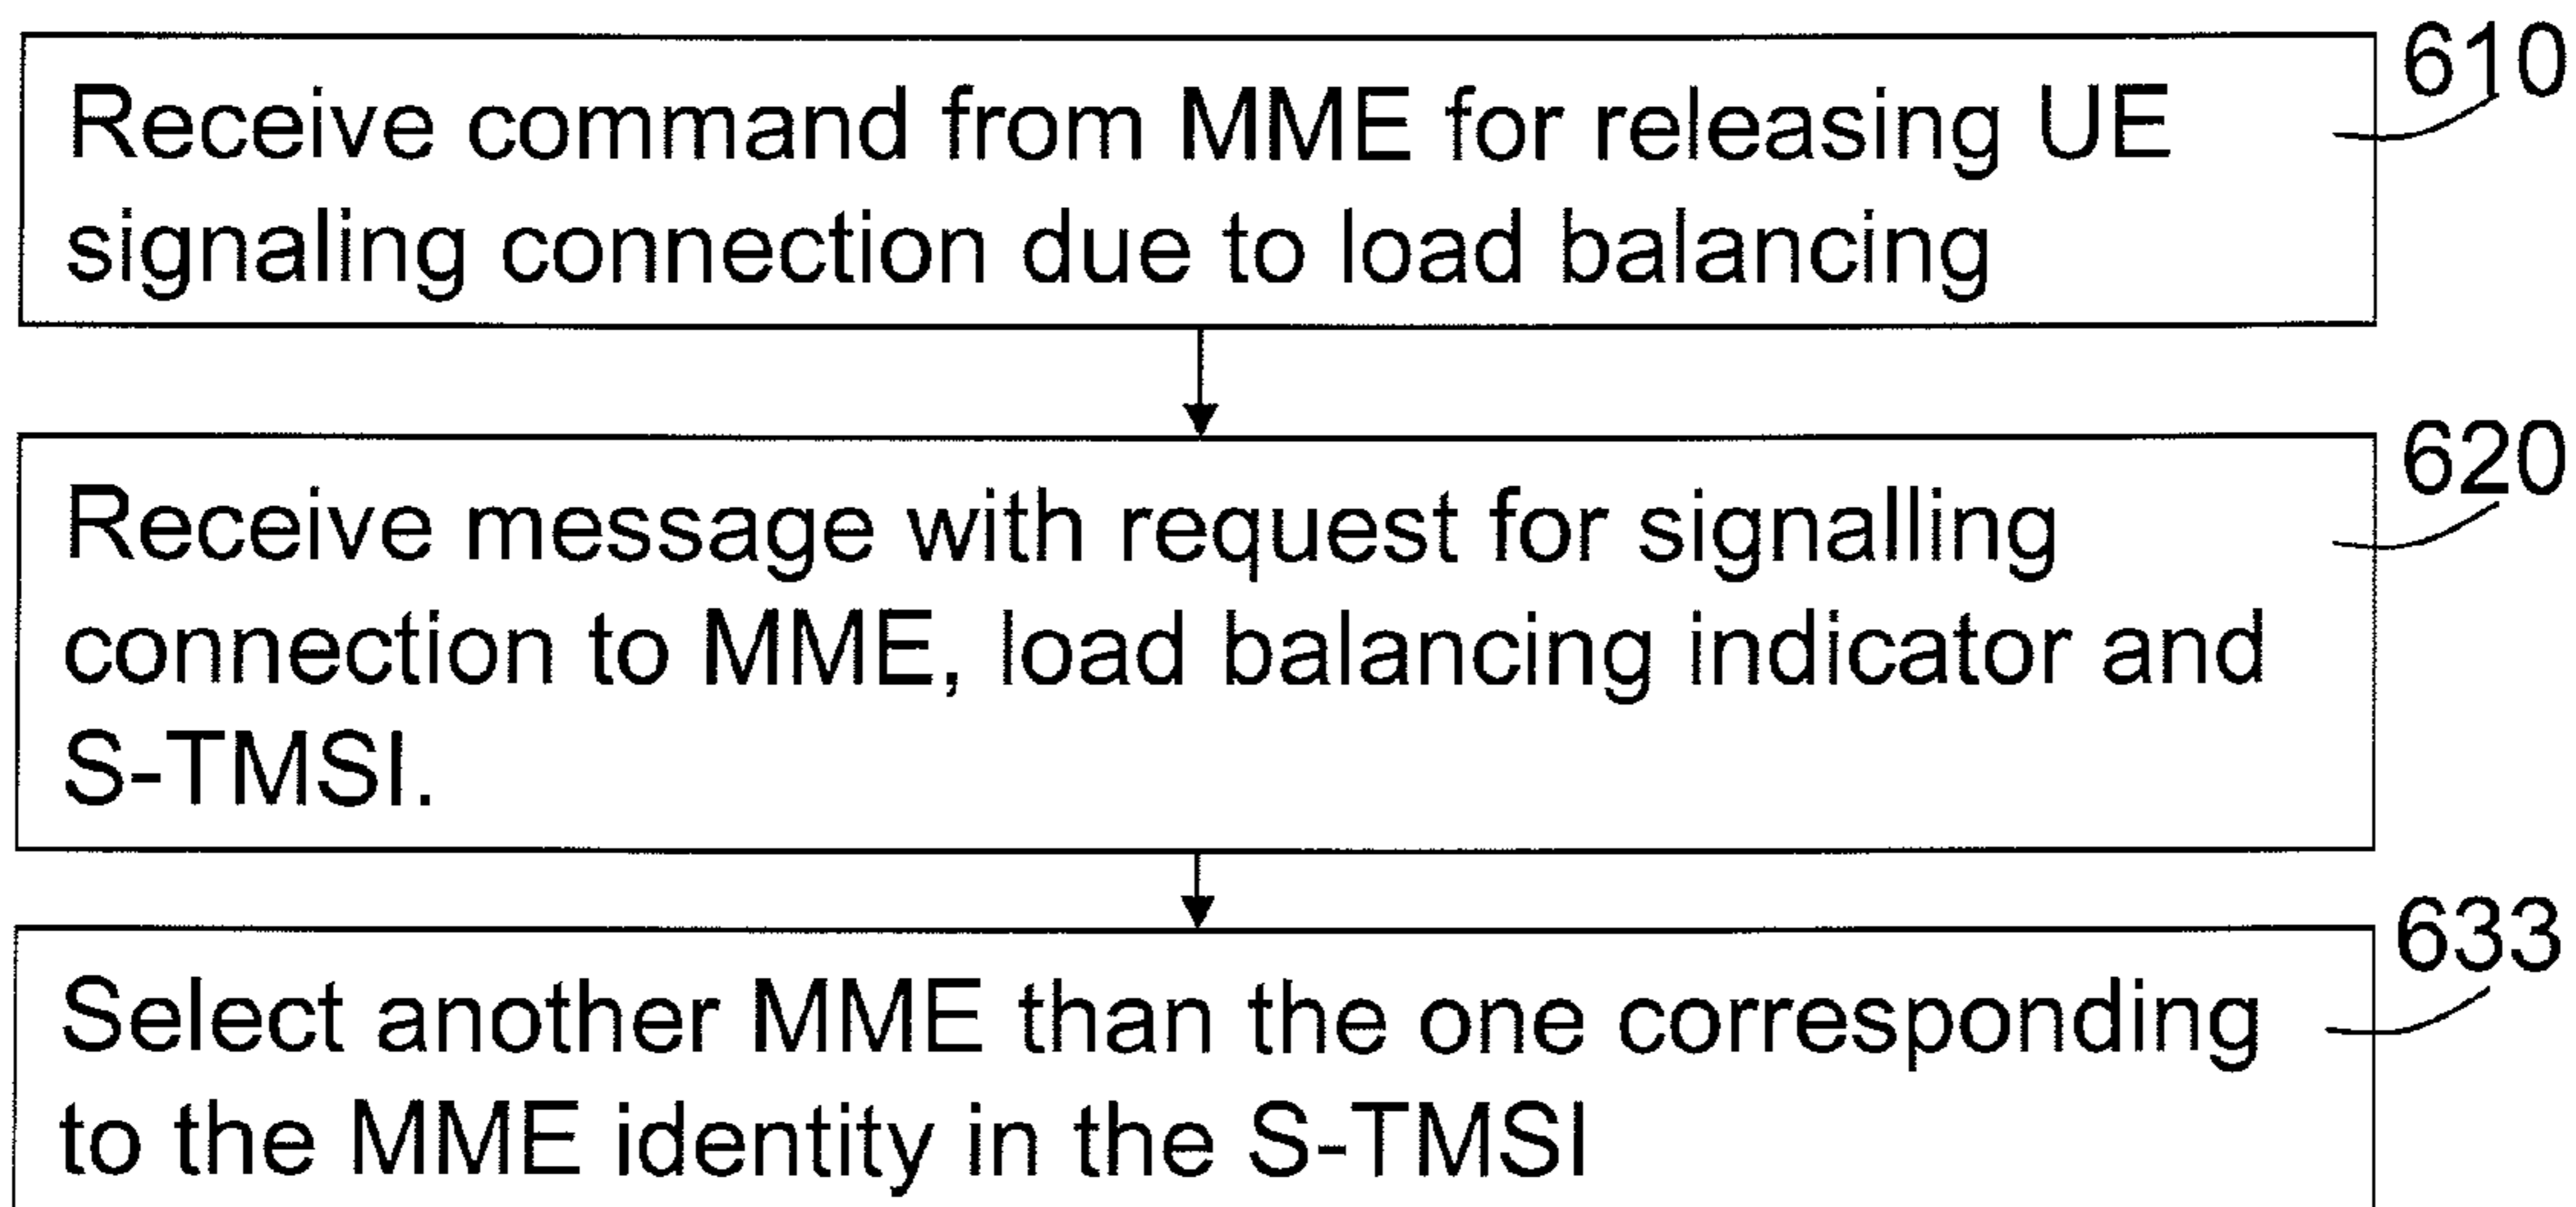 610
Receive command from MME for releasing UE
signaling connection due to load balancing
620
Receive message with request for signalling
connection to MME, load balancing indicator and
S-TMSI.
633
Select another MME than the one corresponding
to the MME identity in the S-TMSI